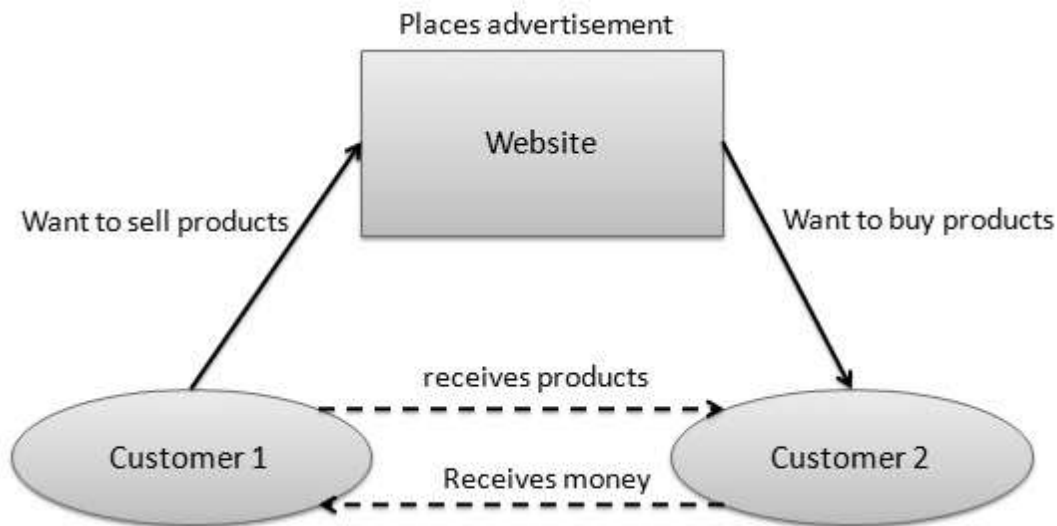 Places advertisement
Website
Want to sell products
Want to buy products
receives products
Customer 1
Customer 2
Receives money